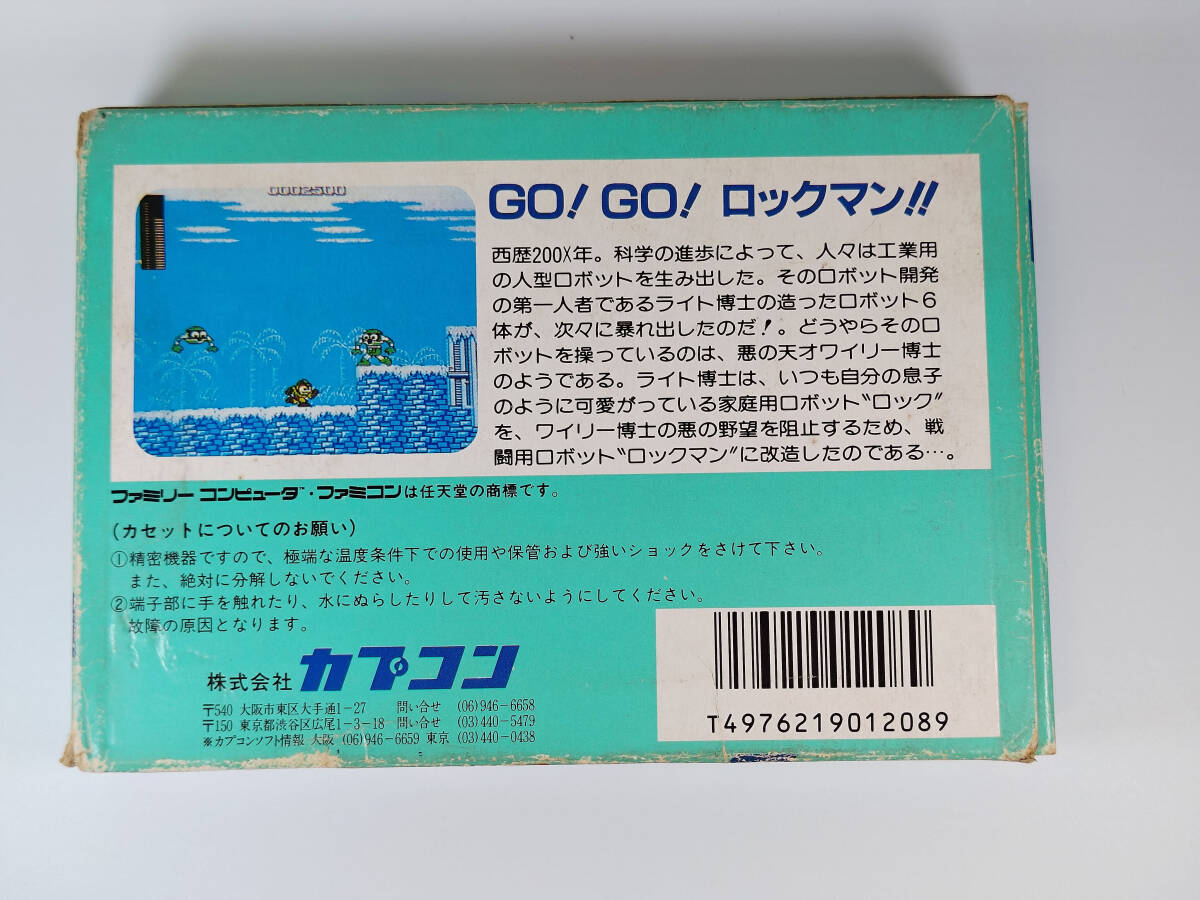 0002500
GO! GO! ロックマン!!
西歴200X年。科学の進歩によって、人々は工業用
の人型ロボットを生み出した。そのロボット開発
の第一人者であるライト博士の造ったロボット6
体が、次々に暴れ出したのだ!。どうやらそのロ
ボットを操っているのは、悪の天才ワイリー博士
のようである。ライト博士は、いつも自分の息子
のように可愛がっている家庭用ロボット〝ロック〟
を、ワイリー博士の悪の野望を阻止するため、戦
闘用ロボット〝ロックマン〟に改造したのである…。
ファミリーコンピュータ™・ファミコンは任天堂の商標です。
(カセットについてのお願い)
①精密機器ですので、極端な温度条件下での使用や保管および強いショックをさけて下さい。
また、絶対に分解しないでください。
②端子部に手を触れたり、水にぬらしたりして汚さないようにしてください。
故障の原因となります。
株式会社 カプコン
〒540 大阪市東区大手通1-27 問い合せ (06)946-6658
〒150 東京都渋谷区広尾1-3-18 問い合せ (03)440-5479
※カプコンソフト情報 大阪 (06)946-6659 東京 (03)440-0438
T4976219012089